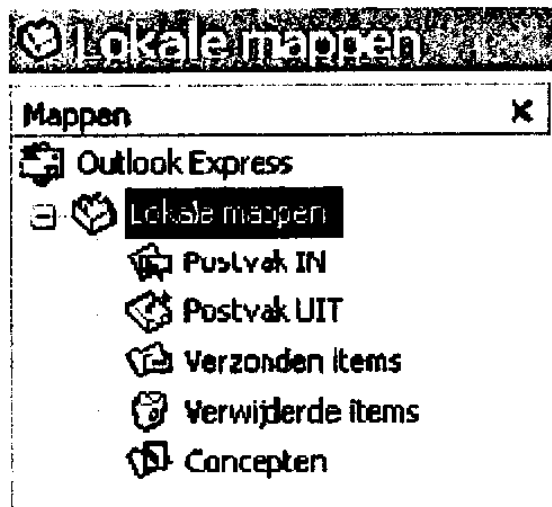 Lokale mappen
Mappen
Outlook Express
Lokale mappen
Postvak IN
Postvak UIT
Verzonden items
Verwijderde items
Concepten